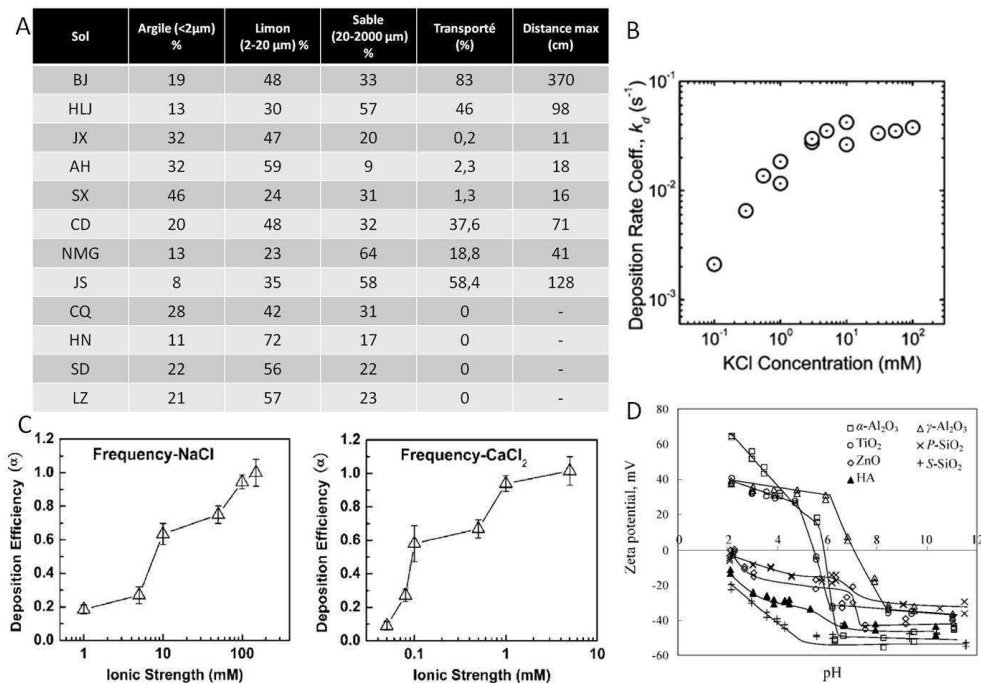 A
Sol Argile (<2µm) % Limon (2-20 µm) % Sable (20-2000 µm) % Transporté (%) Distance max (cm)
BJ 19 48 33 83 370
HLJ 13 30 57 46 98
JX 32 47 20 0,2 11
AH 32 59 9 2,3 18
SX 46 24 31 1,3 16
CD 20 48 32 37,6 71
NMG 13 23 64 18,8 41
JS 8 35 58 58,4 128
CQ 28 42 31 0 -
HN 11 72 17 0 -
SD 22 56 22 0 -
LZ 21 57 23 0 -
B
Deposition Rate Coeff., k_d (s⁻¹)
10⁻¹
10⁻²
10⁻³
10⁻¹ 10⁰ 10¹ 10²
KCl Concentration (mM)
C
Deposition Efficiency (α)
Frequency-NaCl
1.2
1.0
0.8
0.6
0.4
0.2
0.0
1 10 100
Ionic Strength (mM)
Deposition Efficiency (α)
Frequency-CaCl₂
1.2
1.0
0.8
0.6
0.4
0.2
0.0
0.1 1 10
Ionic Strength (mM)
D
Zeta potential, mV
80
60
40
20
0
-20
-40
-60
α-Al₂O₃ γ-Al₂O₃
TiO₂ P-SiO₂
ZnO S-SiO₂
HA
0 2 4 6 8 10 12
pH